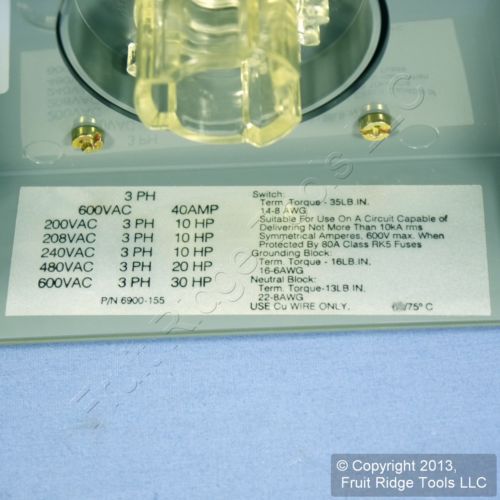 3 PH
600VAC 40AMP
200VAC 3 PH 10 HP
208VAC 3 PH 10 HP
240VAC 3 PH 10 HP
480VAC 3 PH 20 HP
600VAC 3 PH 30 HP
P/N 6900-155
Switch:
Term. Torque - 35LB.IN.
14-8 AWG
Suitable For Use On A Circuit Capable of
Delivering Not More Than 10kA rms
Symmetrical Amperes, 600V max. When
Protected By 80A Class RK5 Fuses
Grounding Block:
Term. Torque - 16LB.IN.
16-6AWG
Neutral Block:
Term. Torque-13LB.IN.
22-8AWG
USE Cu WIRE ONLY. /75° C
Fruit Ridge Tools LLC
© Copyright 2013,
Fruit Ridge Tools LLC